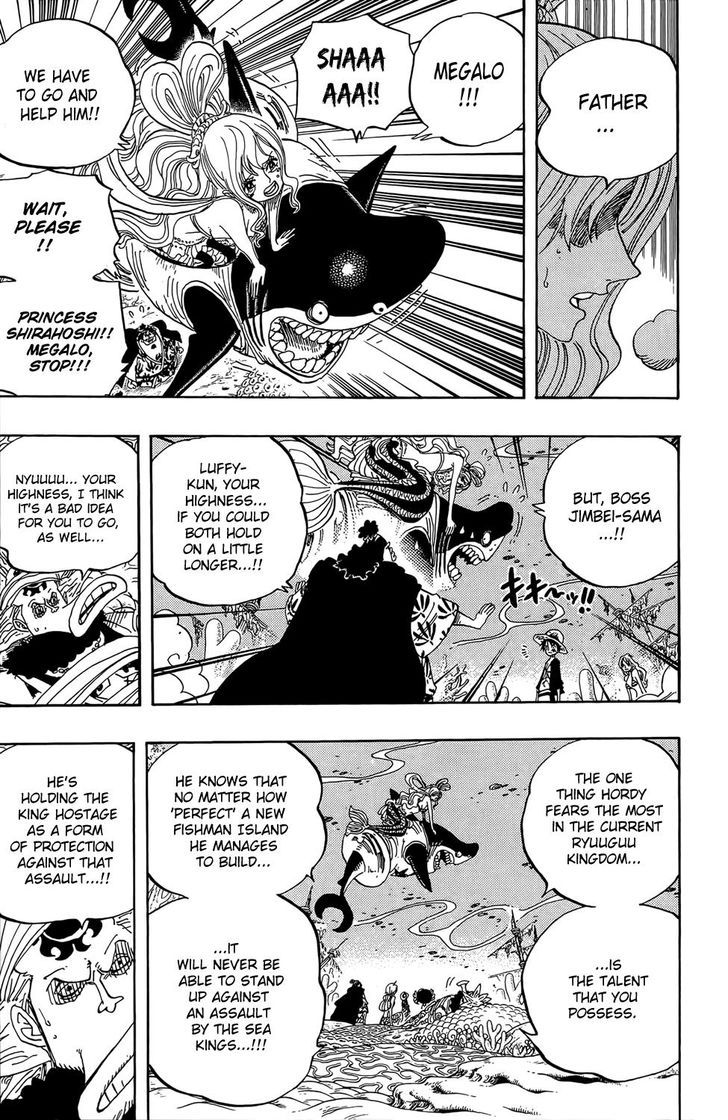 FATHER
...
MEGALO
!!!
SHAAA
AAA!!
WE HAVE
TO GO AND
HELP HIM!!
WAIT,
PLEASE
!!
PRINCESS
SHIRAHOSHI!!
MEGALO,
STOP!!!
BUT, BOSS
JIMBEI-SAMA
...!!
キキ〜ッ!!
LUFFY-
KUN, YOUR
HIGHNESS...
IF YOU COULD
BOTH HOLD
ON A LITTLE
LONGER...!!
NYUUUU... YOUR
HIGHNESS, I THINK
IT'S A BAD IDEA
FOR YOU TO GO,
AS WELL...
THE ONE
THING HORDY
FEARS THE MOST
IN THE CURRENT
RYUUGUU
KINGDOM...
...IS
THE TALENT
THAT YOU
POSSESS.
HE KNOWS THAT
NO MATTER HOW
'PERFECT' A NEW
FISHMAN ISLAND
HE MANAGES
TO BUILD...
...IT
WILL NEVER BE
ABLE TO STAND
UP AGAINST
AN ASSAULT
BY THE SEA
KINGS...!!!
HE'S
HOLDING THE
KING HOSTAGE
AS A FORM
OF PROTECTION
AGAINST THAT
ASSAULT...!!